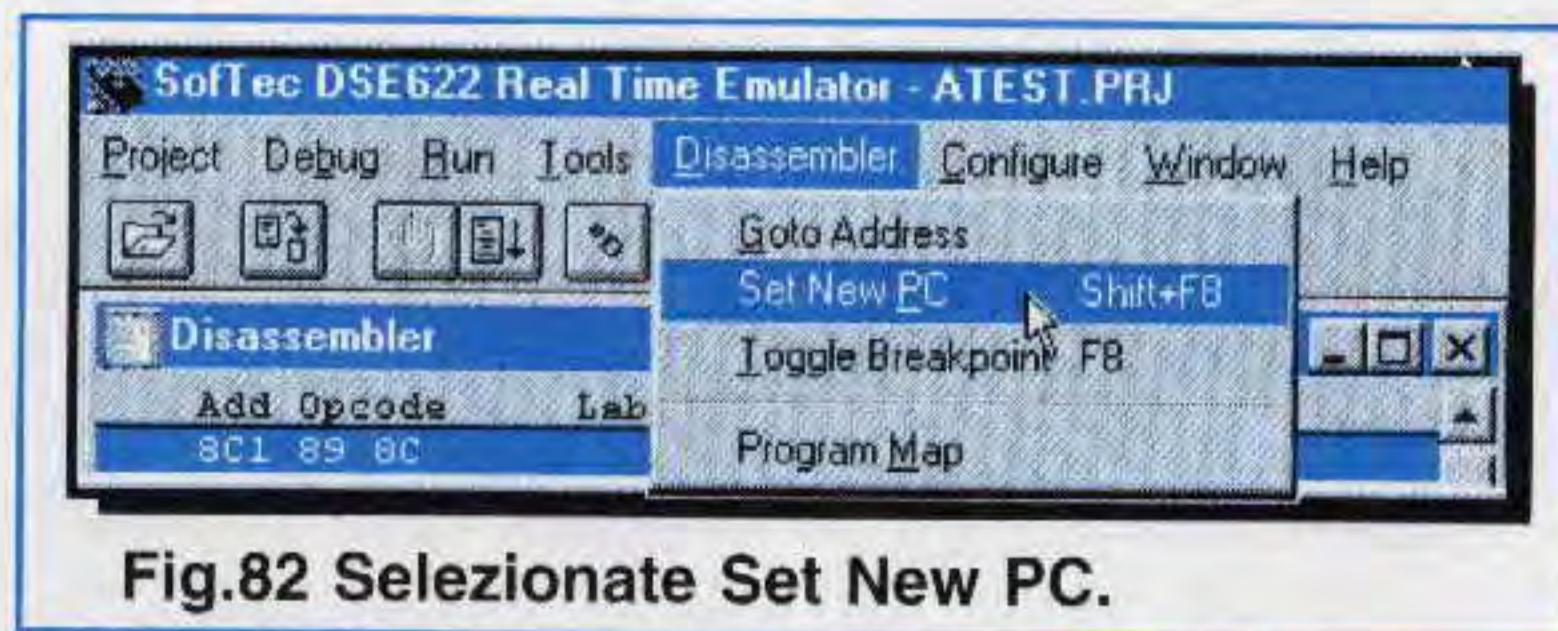 SofTec DSE622 Real Time Emulator - ATEST.PRJ
Project Debug Run Tools Disassembler Configure Window Help
Goto Address
Set New PC Shift+F8
Toggle Breakpoint F8
Program Map
Disassembler
Add Opcode Lab
8C1 89 8C
Fig.82 Selezionate Set New PC.